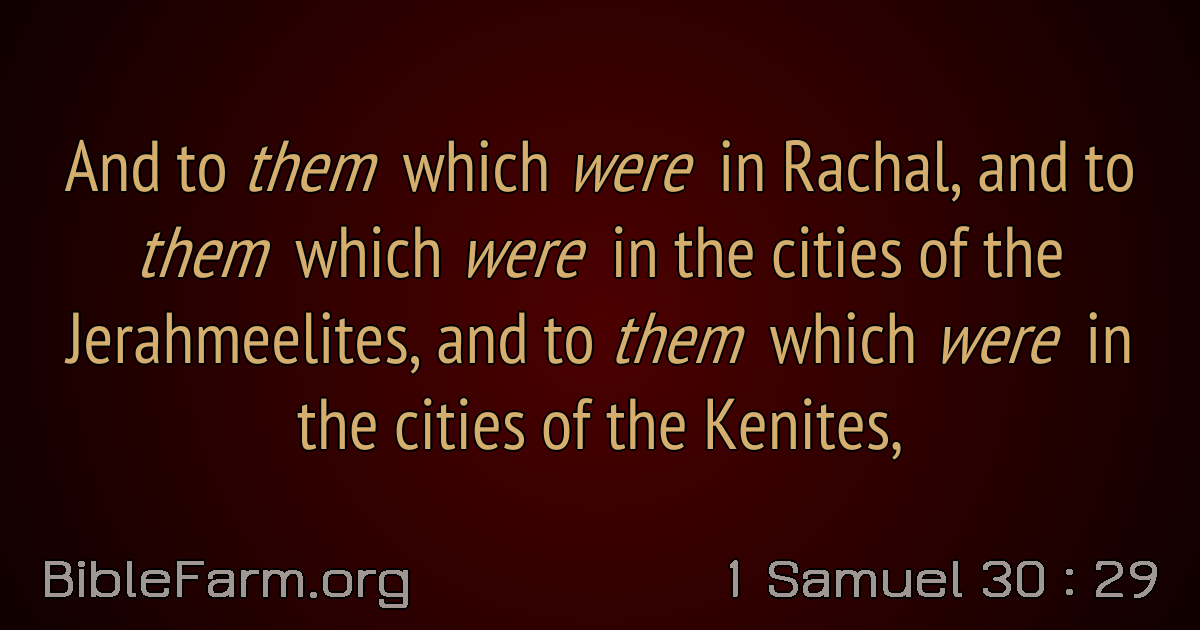 And to them which were in Rachal, and to
them which were in the cities of the
Jerahmeelites, and to them which were in
the cities of the Kenites,
BibleFarm.org
1 Samuel 30 : 29